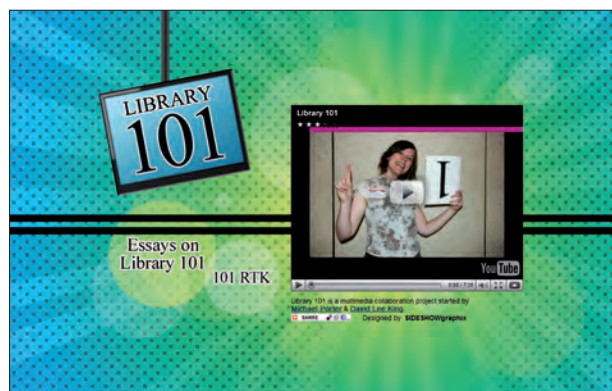 LIBRARY
101
Library 101
I
YouTube
Essays on
Library 101
101 RTK
Library 101 is a multimedia collaboration project started by
Michael Porter & David Lee King.
SHARE
Designed by SIDESHOWgraphix